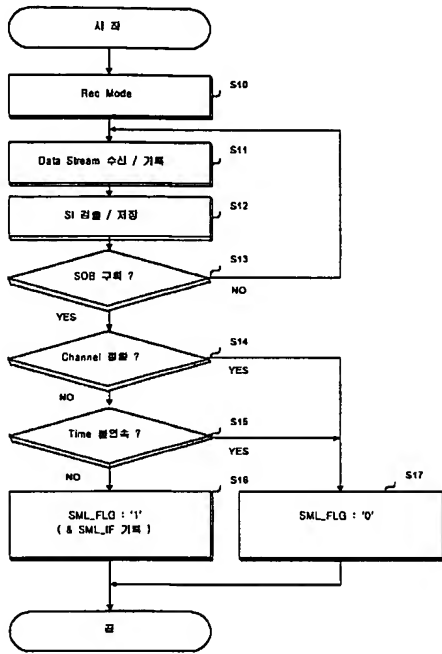 시 작
Rec Mode
S10
Data Stream 수신 / 기록
S11
SI 검출 / 저장
S12
SOB 구획 ?
S13
NO
YES
Channel 절환 ?
S14
YES
NO
Time 불연속 ?
S15
YES
NO
SML_FLG : '1'
( & SML_IF 기록 )
S16
SML_FLG : '0'
S17
끝